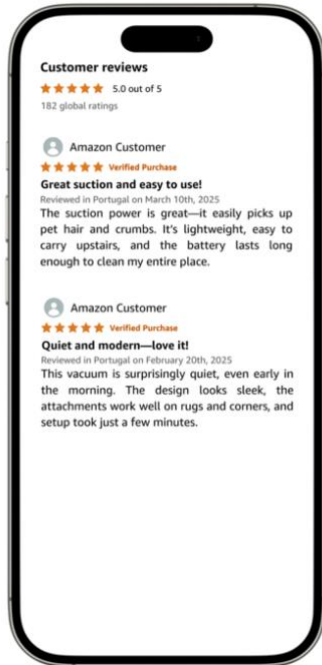 Customer reviews
5.0 out of 5
182 global ratings
Amazon Customer
Verified Purchase
Great suction and easy to use!
Reviewed in Portugal on March 10th, 2025
The suction power is great—it easily picks up
pet hair and crumbs. It's lightweight, easy to
carry upstairs, and the battery lasts long
enough to clean my entire place.
Amazon Customer
Verified Purchase
Quiet and modern—love it!
Reviewed in Portugal on February 20th, 2025
This vacuum is surprisingly quiet, even early in
the morning. The design looks sleek, the
attachments work well on rugs and corners, and
setup took just a few minutes.